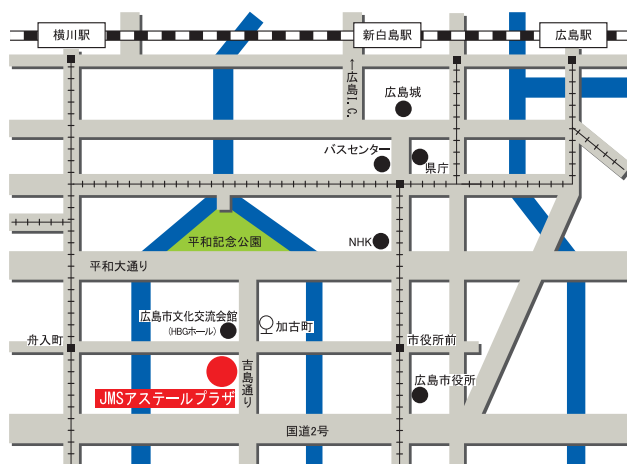 横川駅
新白島駅
広島駅
←広島I.C.
広島城
バスセンター
県庁
平和記念公園
NHK
平和大通り
広島市文化交流会館
(HBGホール)
加古町
舟入町
市役所前
吉島通り
JMSアステールプラザ
広島市役所
国道2号